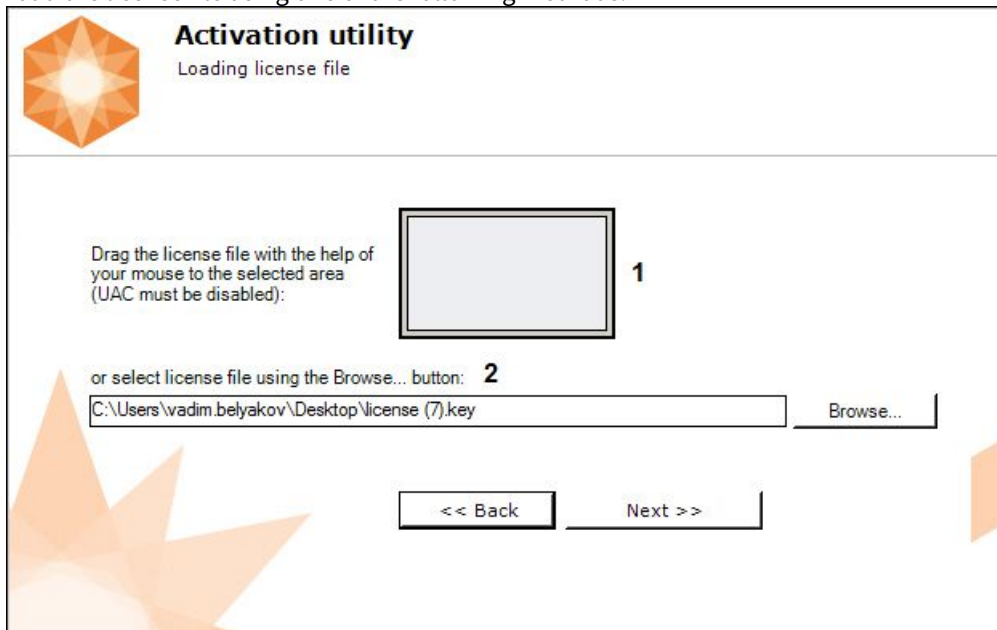 Activation utility
Loading license file
Drag the license file with the help of
your mouse to the selected area
(UAC must be disabled):
1
or select license file using the Browse... button:
2
C:\Users\vadim.belyakov\Desktop\license (7).key
Browse...
<< Back
Next >>